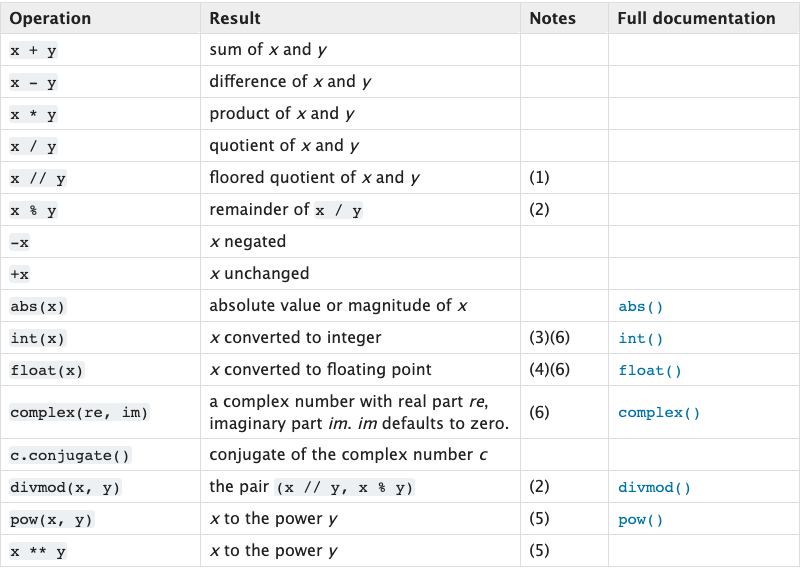 Operation Result Notes Full documentation
x + y sum of x and y
x - y difference of x and y
x * y product of x and y
x / y quotient of x and y
x // y floored quotient of x and y (1)
x % y remainder of x / y (2)
-x x negated
+x x unchanged
abs(x) absolute value or magnitude of x abs()
int(x) x converted to integer (3)(6) int()
float(x) x converted to floating point (4)(6) float()
complex(re, im) a complex number with real part re, (6) complex()
imaginary part im. im defaults to zero.
c.conjugate() conjugate of the complex number c
divmod(x, y) the pair (x // y, x % y) (2) divmod()
pow(x, y) x to the power y (5) pow()
x ** y x to the power y (5)